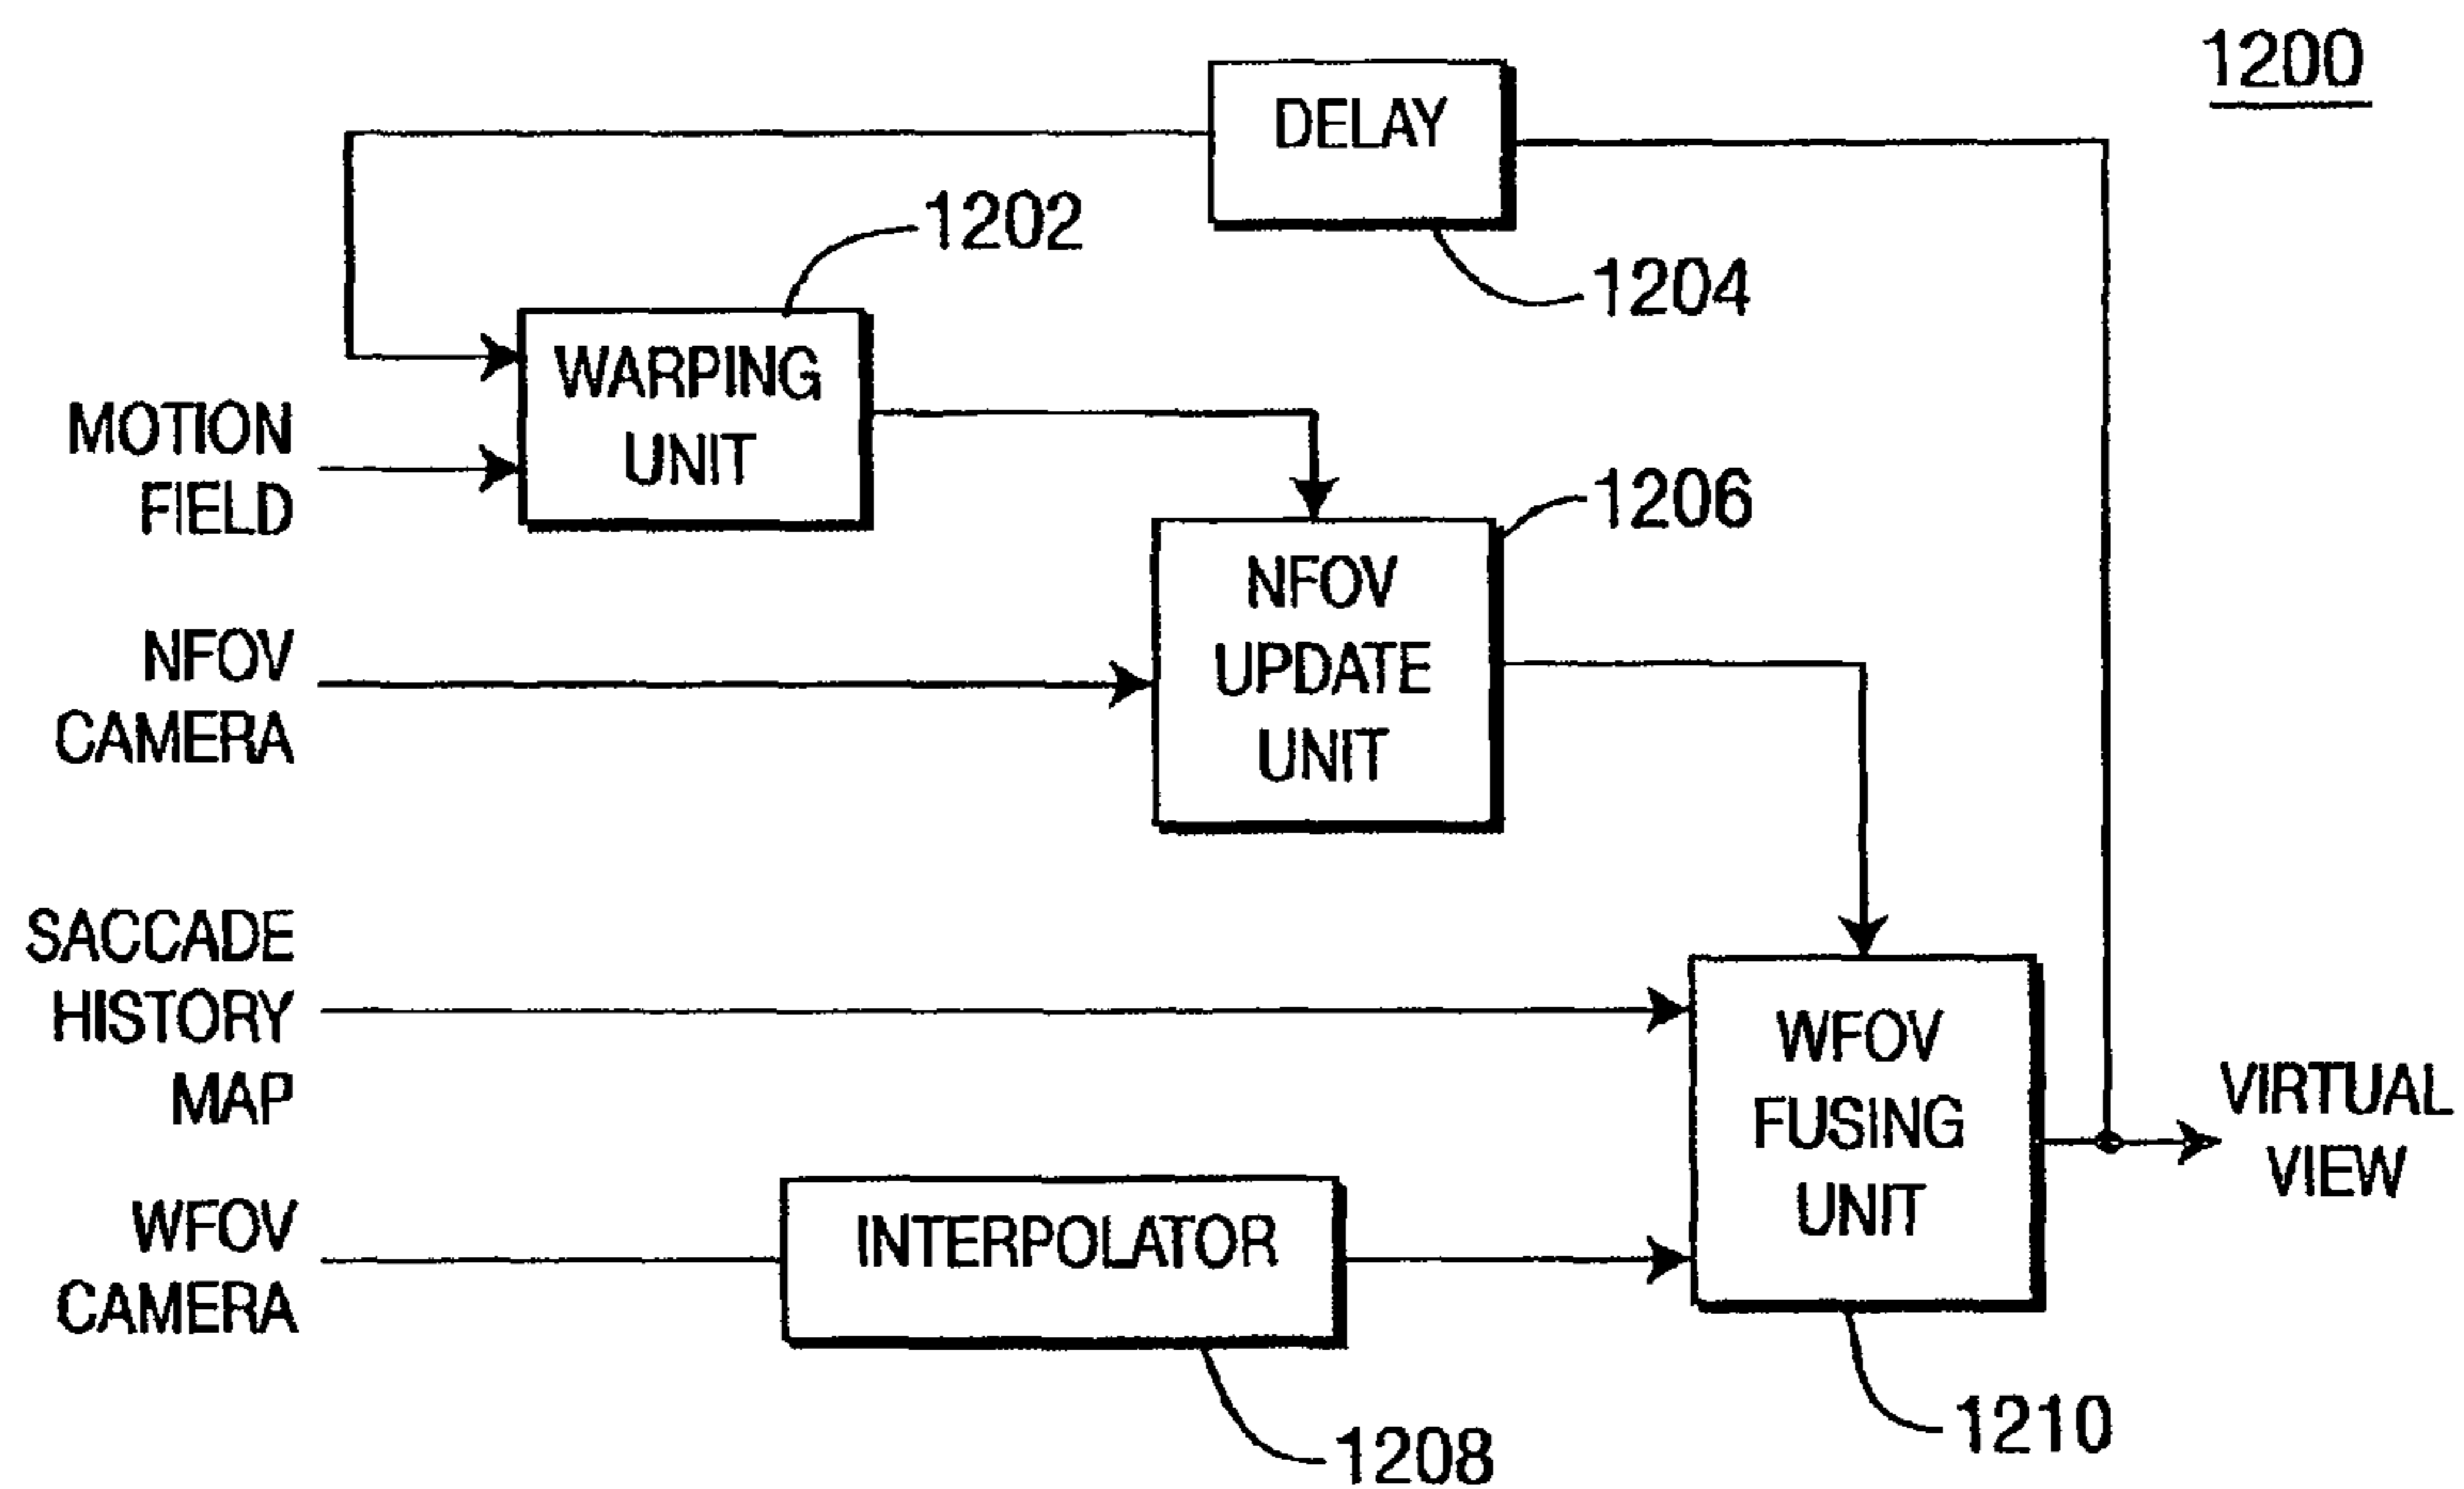 1200
DELAY
1202
1204
WARPING
UNIT
MOTION
FIELD
1206
NFOV
UPDATE
UNIT
NFOV
CAMERA
SACCADE
HISTORY
MAP
WFOV
FUSING
UNIT
VIRTUAL
VIEW
WFOV
CAMERA
INTERPOLATOR
1208
1210